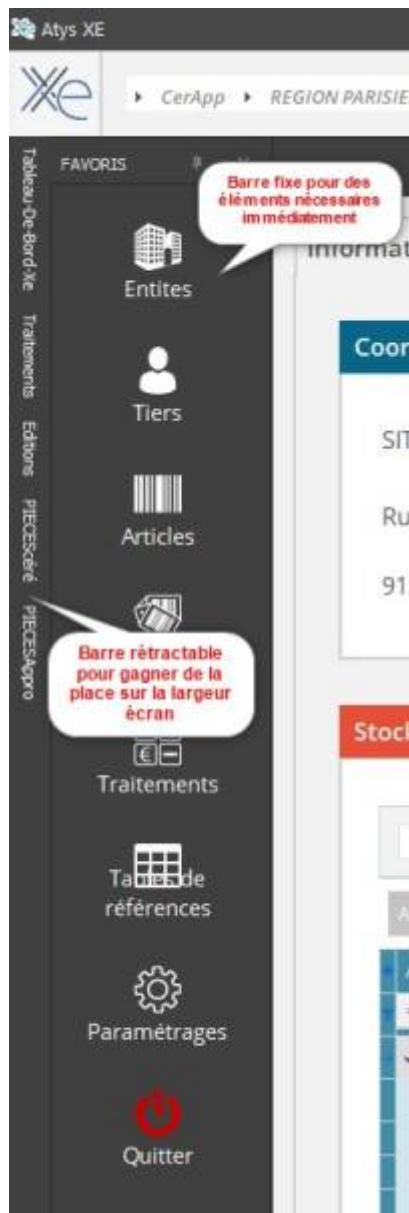 Atys XE
Xe
CerApp
REGION PARISIE
Tableau-De-Bord-Xe
Traitements
Editions
PIECEScéré
PIECESAppro
FAVORIS
Barre fixe pour des
éléments nécessaires
immédiatement
Entites
Tiers
Articles
Barre rétractable
pour gagner de la
place sur la largeur
écran
Traitements
Tables de
références
Paramétrages
Quitter
Informat
Coor
SIT
Ru
91
Stock
A
A